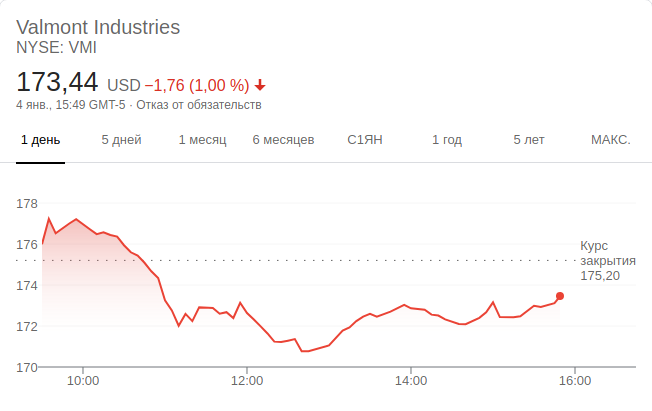 Valmont Industries
NYSE: VMI
173,44 USD −1,76 (1,00 %)
4 янв., 15:49 GMT-5 · Отказ от обязательств
1 день 5 дней 1 месяц 6 месяцев С1ЯН 1 год 5 лет МАКС.
178
176
Курс
закрытия
175,20
174
172
170
10:00 12:00 14:00 16:00